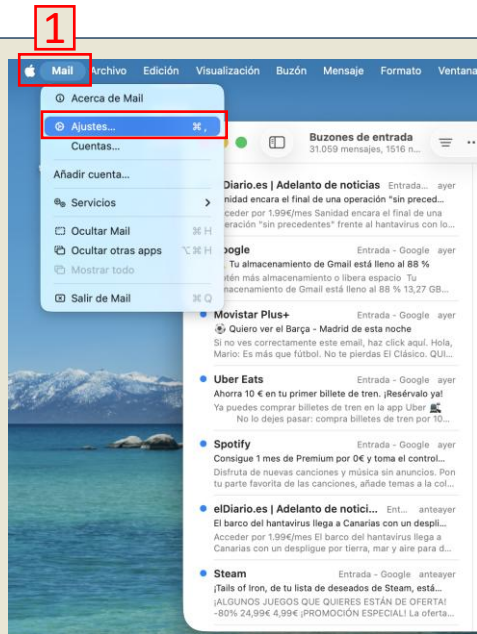 1
Mail Archivo Edición Visualización Buzón Mensaje Formato Ventana
Acerca de Mail
Ajustes... ⌘ ,
Cuentas...
Añadir cuenta...
Servicios
Ocultar Mail ⌘ H
Ocultar otras apps ⌥ ⌘ H
Mostrar todo
Salir de Mail ⌘ Q
Buzones de entrada
31.059 mensajes, 1516 n...
Diario.es | Adelanto de noticias Entrada... ayer
nidad encara el final de una operación "sin preced...
ceder por 1.99€/mes Sanidad encara el final de una
eración "sin precedentes" frente al hantavirus con lo...
oogle Entrada - Google ayer
Tu almacenamiento de Gmail está lleno al 88 %
tén más almacenamiento o libera espacio Tu
macenamiento de Gmail está lleno al 88 % 13,27 GB...
Movistar Plus+ Entrada - Google ayer
⚽ Quiero ver el Barça - Madrid de esta noche
Si no ves correctamente este email, haz click aquí. Hola,
Mario: Es más que fútbol. No te pierdas El Clásico. QUI...
Uber Eats Entrada - Google ayer
Ahorra 10 € en tu primer billete de tren. ¡Resérvalo ya!
Ya puedes comprar billetes de tren en la app Uber
No lo dejes pasar: compra billetes de tren por 10...
Spotify Entrada - Google ayer
Consigue 1 mes de Premium por 0€ y toma el control...
Disfruta de nuevas canciones y música sin anuncios. Pon
tu parte favorita de las canciones, añade temas a la col...
elDiario.es | Adelanto de notici... Ent... anteayer
El barco del hantavirus llega a Canarias con un despli...
Acceder por 1.99€/mes El barco del hantavirus llega a
Canarias con un despligue por tierra, mar y aire para d...
Steam Entrada - Google anteayer
¡Tails of Iron, de tu lista de deseados de Steam, está...
¡ALGUNOS JUEGOS QUE QUIERES ESTÁN DE OFERTA!
-80% 24,99€ 4,99€ ¡PROMOCIÓN ESPECIAL! La oferta...